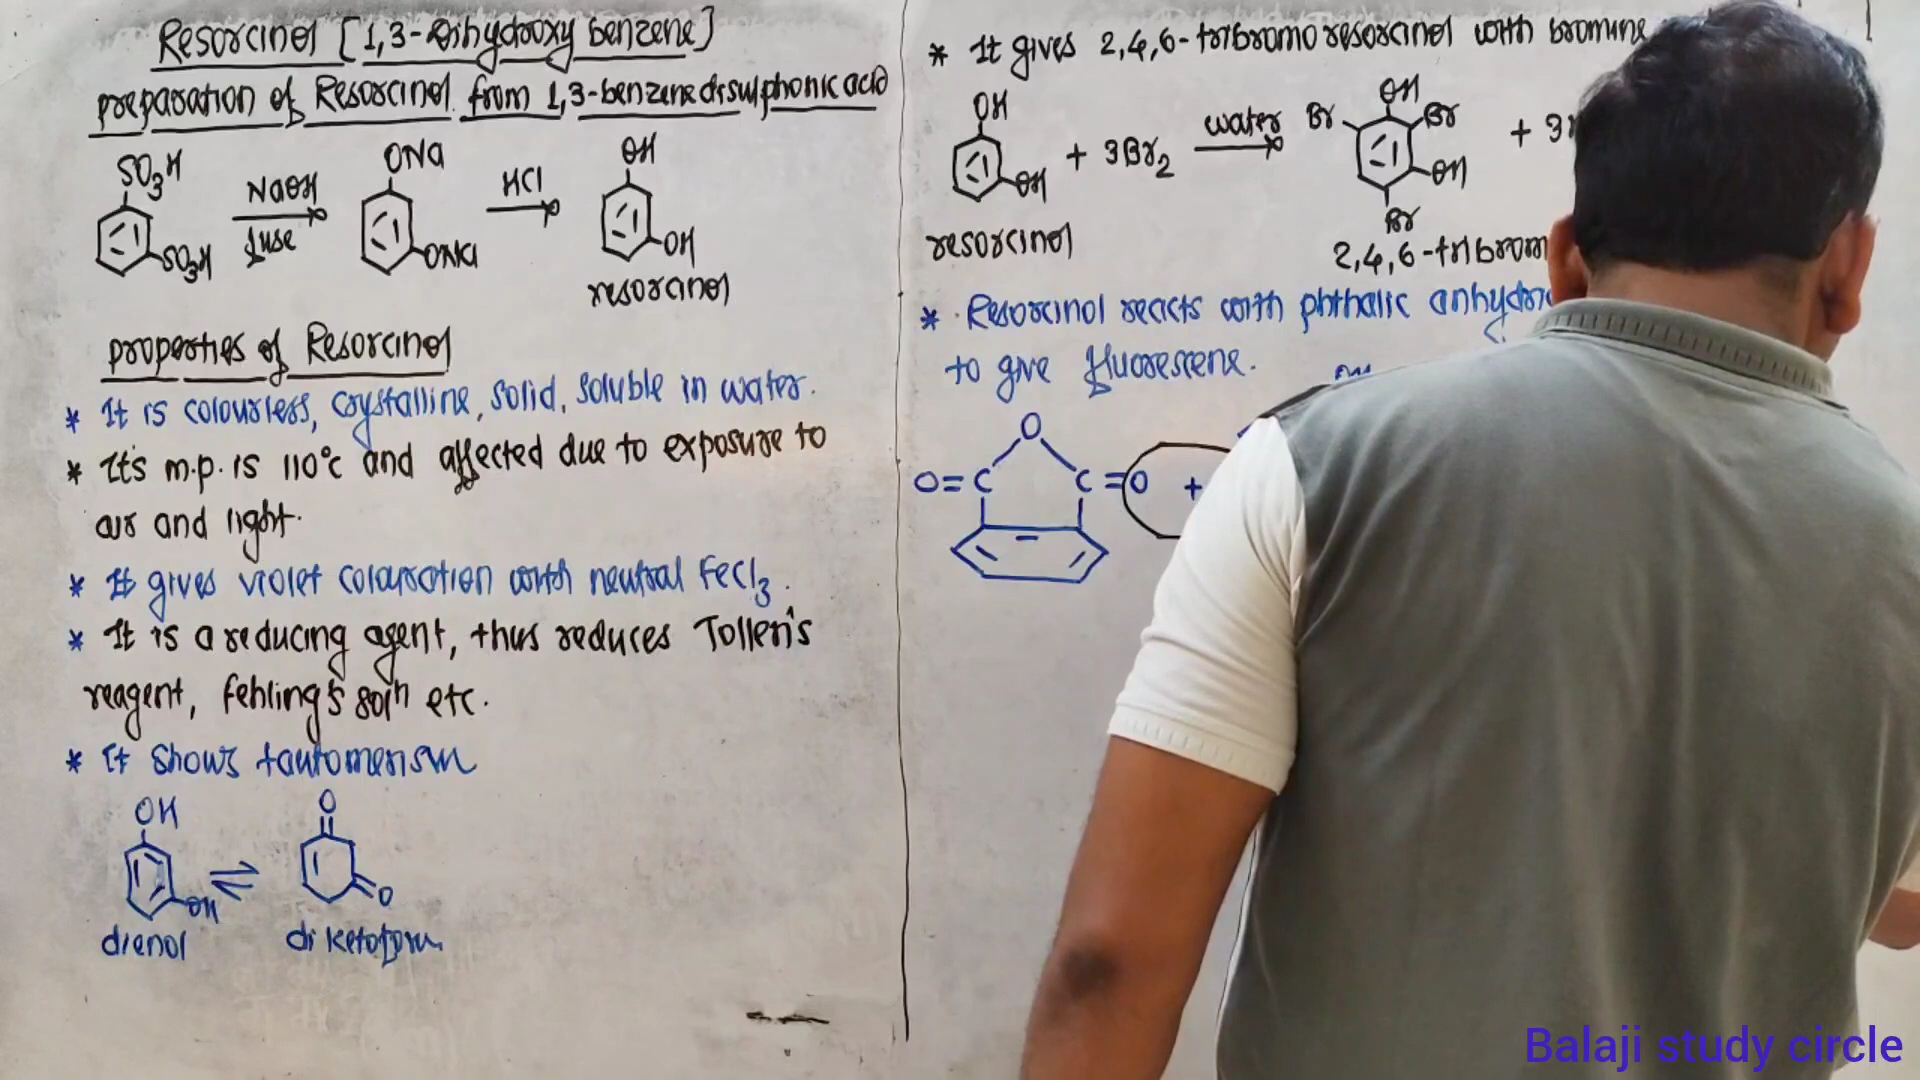 Resorcinol [1,3-Dihydroxy benzene]
preparation of Resorcinol from 1,3-benzene disulphonic acid
SO3H
SO3H
NaOH
fuse
ONa
ONa
HCl
OH
OH
resorcinol
properties of Resorcinol
* It is colourless, crystalline, solid, soluble in water.
* It's m.p. is 110°c and affected due to exposure to
air and light.
* It gives violet colouration with neutral FeCl3.
* It is a reducing agent, thus reduces Tollen's
reagent, fehling's soln etc.
* It shows tautomerism
OH
OH
⇌
O
O
dienol
diketoform
* It gives 2,4,6-tribromo resorcinol with bromine
OH
OH
+ 3Br2
water
OH
Br
Br
OH
Br
+ 3
resorcinol
2,4,6-tribrom
* Resorcinol reacts with phthalic anhydri
to give fluorescene.
O
O=C
C=O
+
Balaji study circle